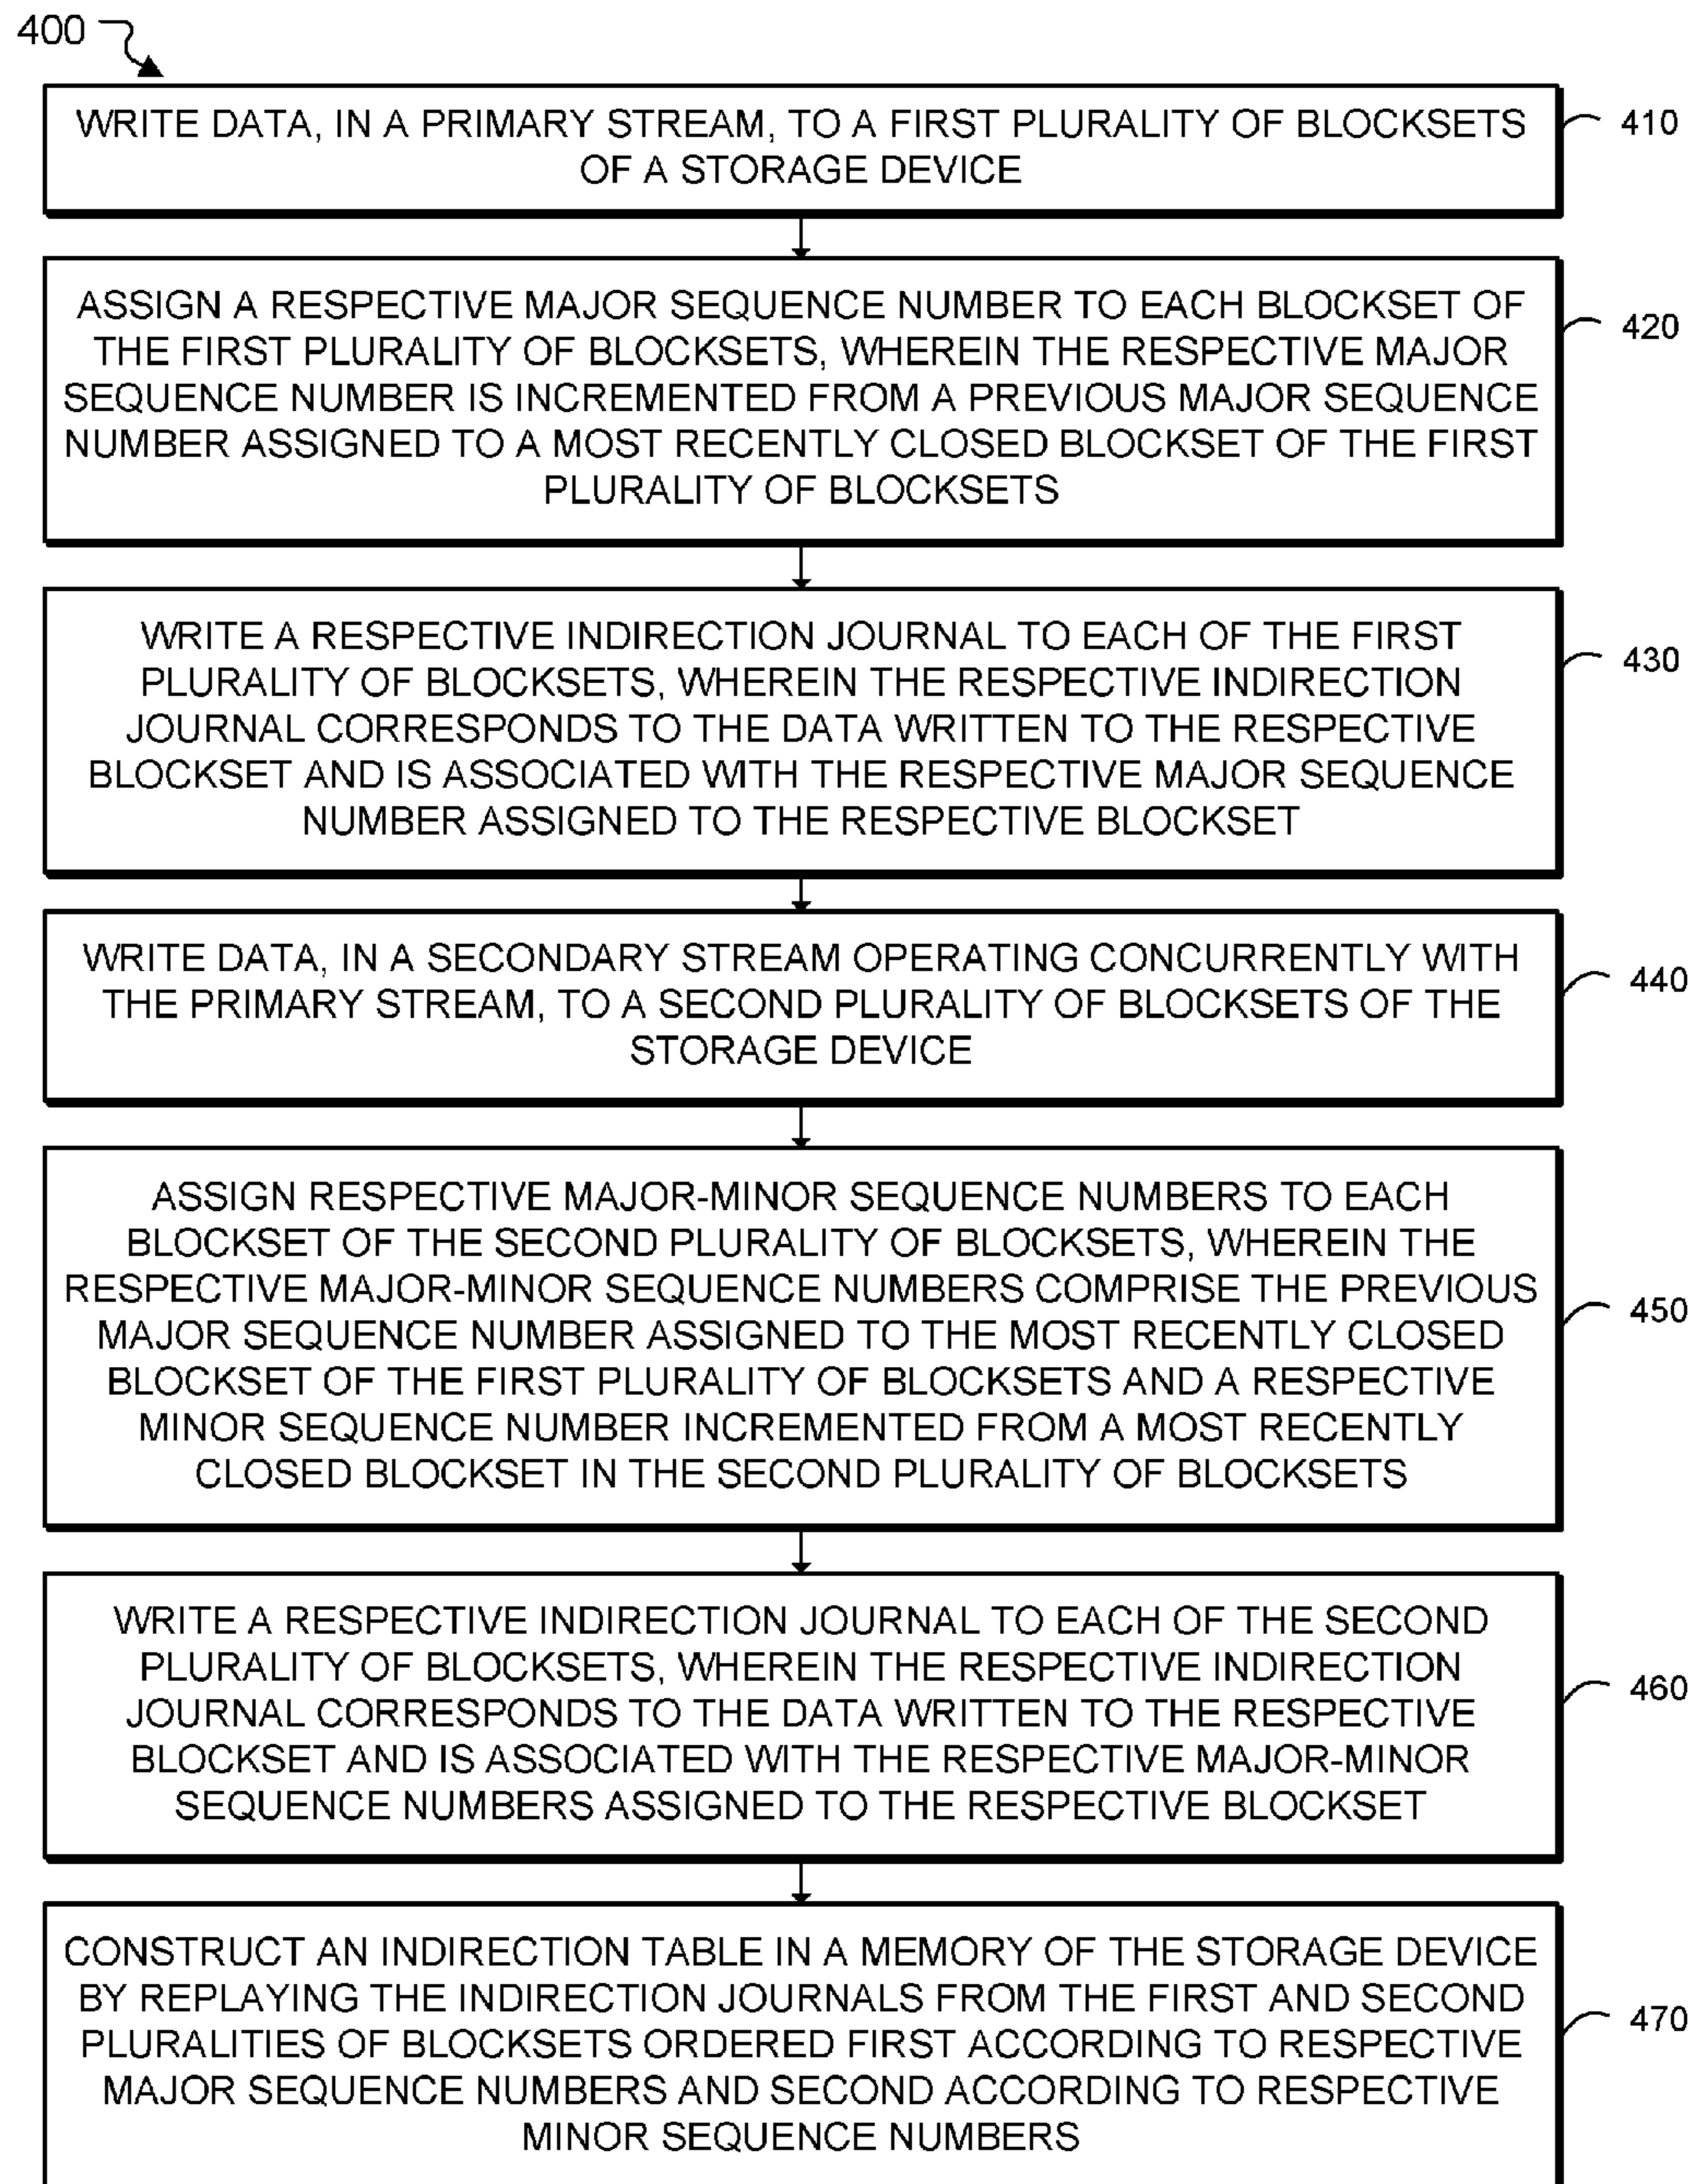 400
WRITE DATA, IN A PRIMARY STREAM, TO A FIRST PLURALITY OF BLOCKSETS
OF A STORAGE DEVICE
410
ASSIGN A RESPECTIVE MAJOR SEQUENCE NUMBER TO EACH BLOCKSET OF
THE FIRST PLURALITY OF BLOCKSETS, WHEREIN THE RESPECTIVE MAJOR
SEQUENCE NUMBER IS INCREMENTED FROM A PREVIOUS MAJOR SEQUENCE
NUMBER ASSIGNED TO A MOST RECENTLY CLOSED BLOCKSET OF THE FIRST
PLURALITY OF BLOCKSETS
420
WRITE A RESPECTIVE INDIRECTION JOURNAL TO EACH OF THE FIRST
PLURALITY OF BLOCKSETS, WHEREIN THE RESPECTIVE INDIRECTION
JOURNAL CORRESPONDS TO THE DATA WRITTEN TO THE RESPECTIVE
BLOCKSET AND IS ASSOCIATED WITH THE RESPECTIVE MAJOR SEQUENCE
NUMBER ASSIGNED TO THE RESPECTIVE BLOCKSET
430
WRITE DATA, IN A SECONDARY STREAM OPERATING CONCURRENTLY WITH
THE PRIMARY STREAM, TO A SECOND PLURALITY OF BLOCKSETS OF THE
STORAGE DEVICE
440
ASSIGN RESPECTIVE MAJOR-MINOR SEQUENCE NUMBERS TO EACH
BLOCKSET OF THE SECOND PLURALITY OF BLOCKSETS, WHEREIN THE
RESPECTIVE MAJOR-MINOR SEQUENCE NUMBERS COMPRISE THE PREVIOUS
MAJOR SEQUENCE NUMBER ASSIGNED TO THE MOST RECENTLY CLOSED
BLOCKSET OF THE FIRST PLURALITY OF BLOCKSETS AND A RESPECTIVE
MINOR SEQUENCE NUMBER INCREMENTED FROM A MOST RECENTLY
CLOSED BLOCKSET IN THE SECOND PLURALITY OF BLOCKSETS
450
WRITE A RESPECTIVE INDIRECTION JOURNAL TO EACH OF THE SECOND
PLURALITY OF BLOCKSETS, WHEREIN THE RESPECTIVE INDIRECTION
JOURNAL CORRESPONDS TO THE DATA WRITTEN TO THE RESPECTIVE
BLOCKSET AND IS ASSOCIATED WITH THE RESPECTIVE MAJOR-MINOR
SEQUENCE NUMBERS ASSIGNED TO THE RESPECTIVE BLOCKSET
460
CONSTRUCT AN INDIRECTION TABLE IN A MEMORY OF THE STORAGE DEVICE
BY REPLAYING THE INDIRECTION JOURNALS FROM THE FIRST AND SECOND
PLURALITIES OF BLOCKSETS ORDERED FIRST ACCORDING TO RESPECTIVE
MAJOR SEQUENCE NUMBERS AND SECOND ACCORDING TO RESPECTIVE
MINOR SEQUENCE NUMBERS
470